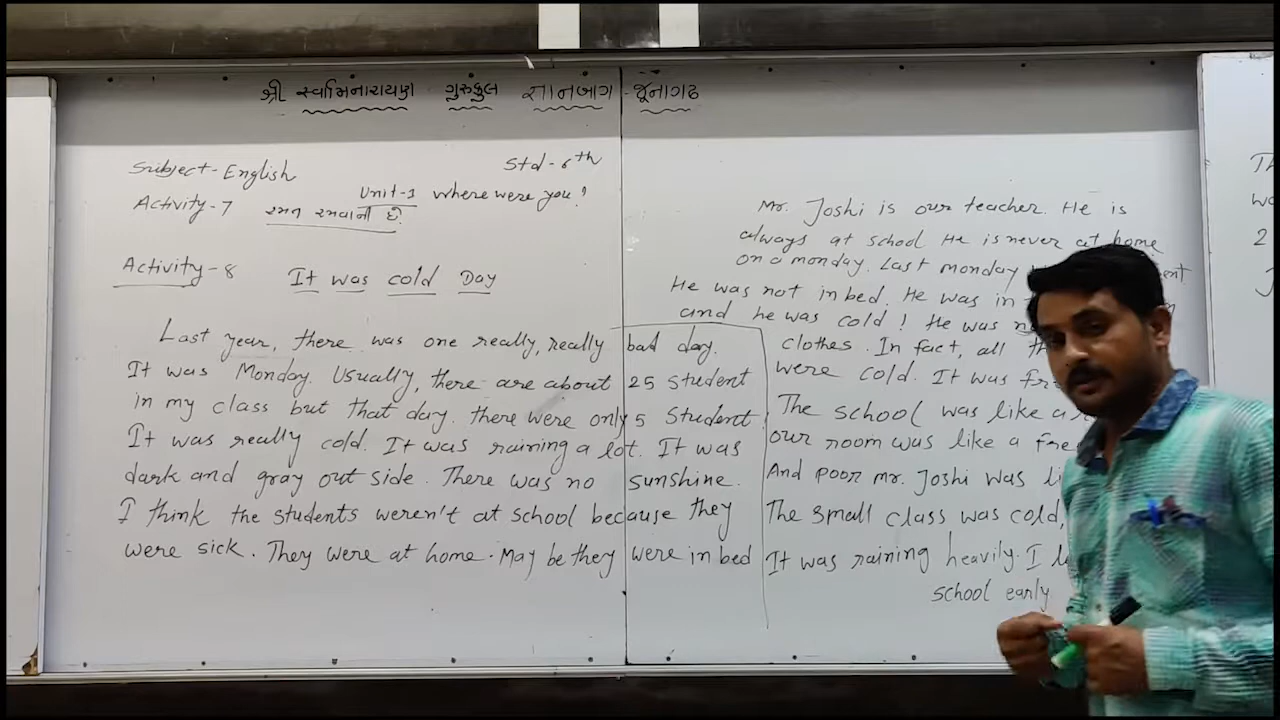 શ્રી સ્વામિનારાયણ ગુરુકુલ જ્ઞાનબાગ - જૂનાગઢ
Subject - English
Std - 6th
Unit-1 Where were you?
Activity-7 રમત રમવાની છે.
Activity-8 It was cold Day
Last year, there was one really, really bad day.
It was Monday. Usually, there are about 25 Student
in my class but that day. there were only 5 Student.
It was really cold. It was raining a lot. It was
dark and gray out side. There was no sunshine.
I think the students weren't at school because they
were sick. They were at home. May be they were in bed
Mr. Joshi is our teacher. He is
always at school He is never at home
on a monday. Last monday
He was not in bed. He was in
and he was cold! He was
clothes. In fact, all
were cold. It was
The school was like a
our room was like a
And poor mr. Joshi was
The small class was cold,
It was raining heavily. I
school early
2